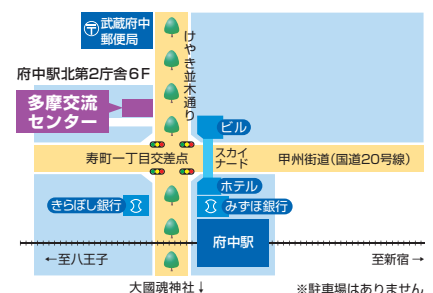 〒武蔵府中
郵便局
けやき並木通り
府中駅北第2庁舎6F
多摩交流
センター
ビル
スカイ
ナード
寿町一丁目交差点
甲州街道(国道20号線)
ホテル
きらぼし銀行
みずほ銀行
府中駅
←至八王子
至新宿→
大國魂神社↓
※駐車場はありません